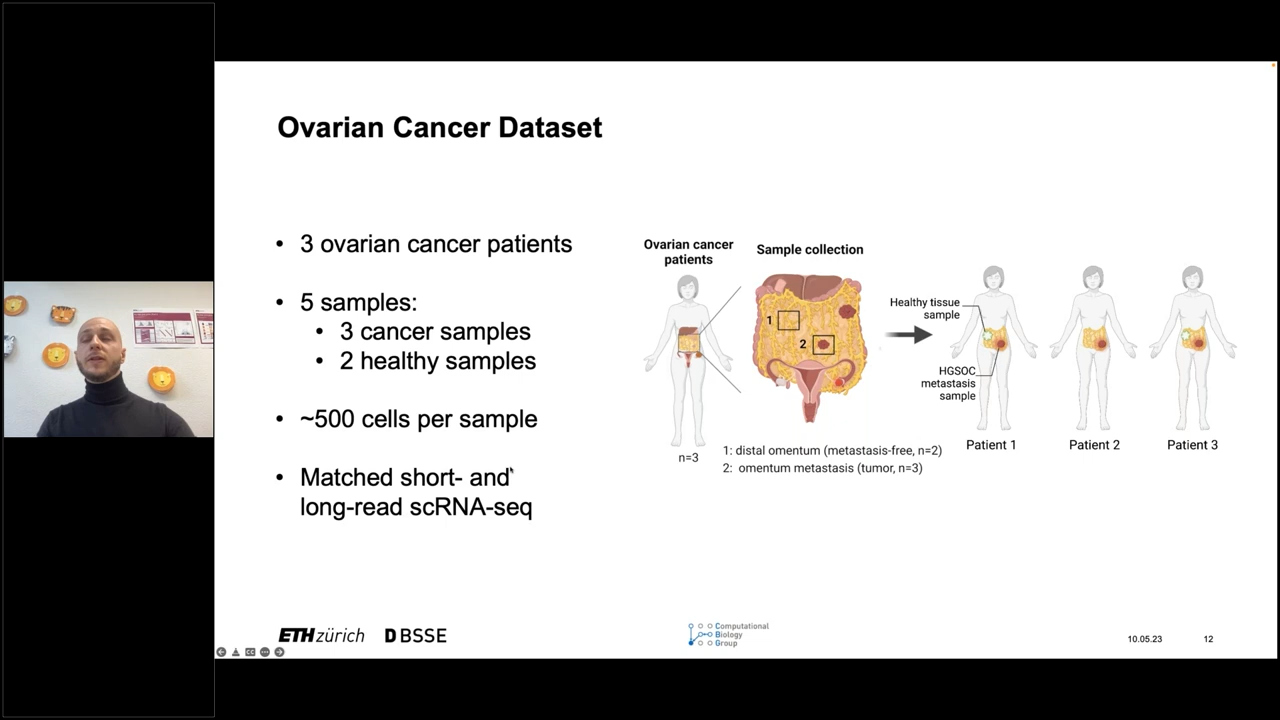 Ovarian Cancer Dataset
• 3 ovarian cancer patients
• 5 samples:
• 3 cancer samples
• 2 healthy samples
• ~500 cells per sample
• Matched short- and
long-read scRNA-seq
Ovarian cancer
patients
n=3
Sample collection
1
2
1: distal omentum (metastasis-free, n=2)
2: omentum metastasis (tumor, n=3)
Healthy tissue
sample
HGSOC
metastasis
sample
Patient 1
Patient 2
Patient 3
ETH zürich
D BSSE
Computational
Biology
Group
10.05.23
12